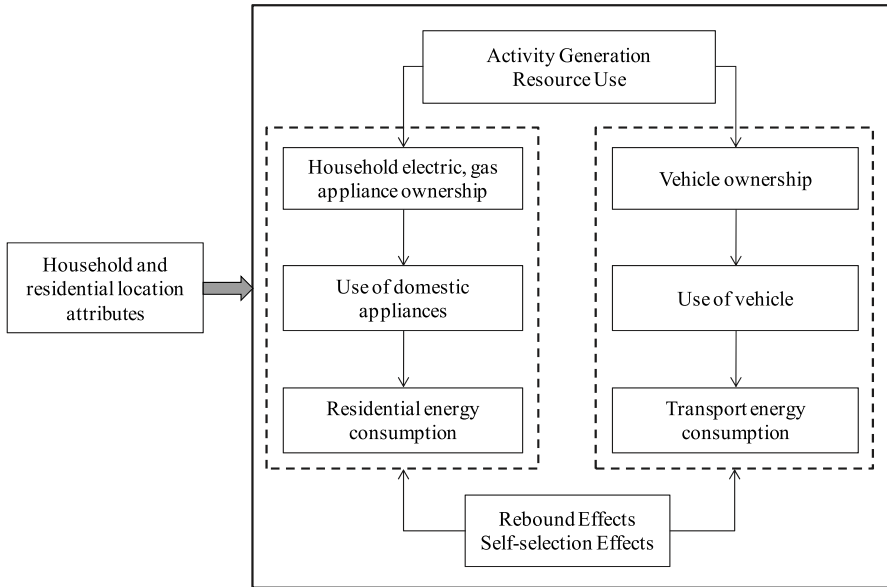 Activity Generation
Resource Use
Household electric, gas
appliance ownership
Vehicle ownership
Household and
residential location
attributes
Use of domestic
appliances
Use of vehicle
Residential energy
consumption
Transport energy
consumption
Rebound Effects
Self-selection Effects